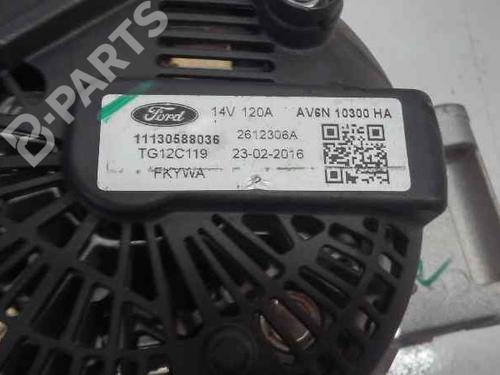 B-PARTS
Ford 14V 120A AV6N 10300 HA
11130588036 2612306A
TG12C119 23-02-2016
FKYWA